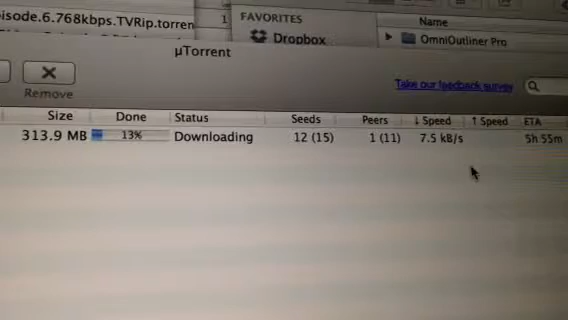 isode.6.768kbps.TVRip.torren
1
FAVORITES
Dropbox
Name
OmniOutliner Pro
µTorrent
Remove
Take our feedback survey
Size Done Status Seeds Peers ↓ Speed ↑ Speed ETA
313.9 MB 13% Downloading 12 (15) 1 (11) 7.5 kB/s 5h 55m